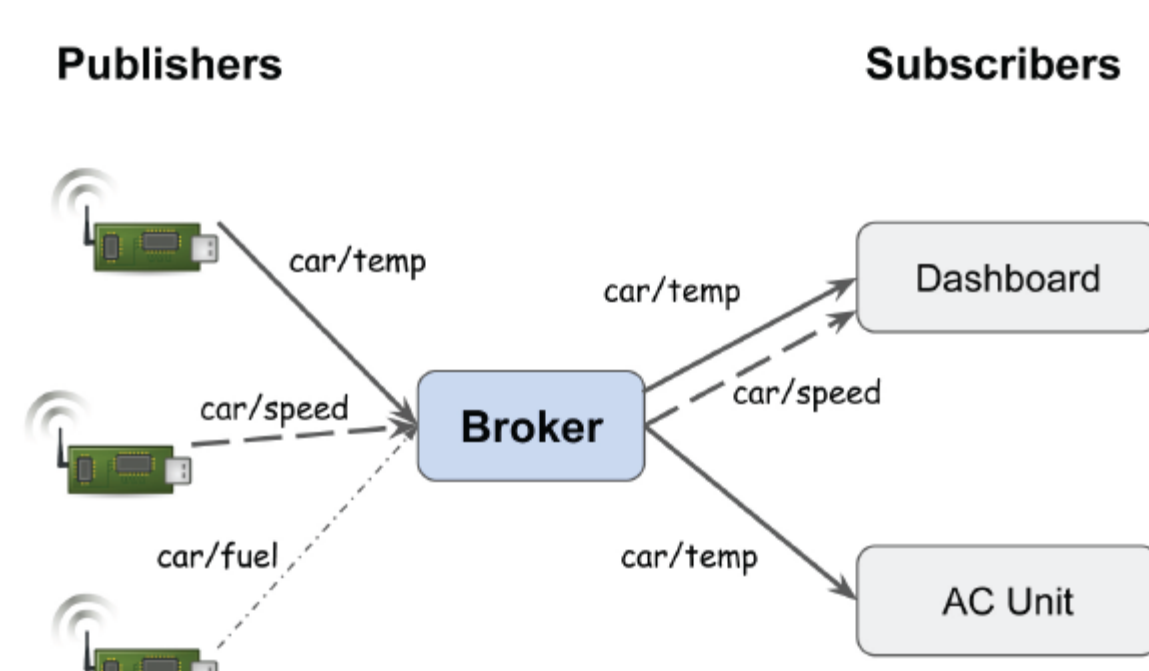 Publishers
Subscribers
car/temp
car/temp
Dashboard
car/speed
car/speed
Broker
car/fuel
car/temp
AC Unit